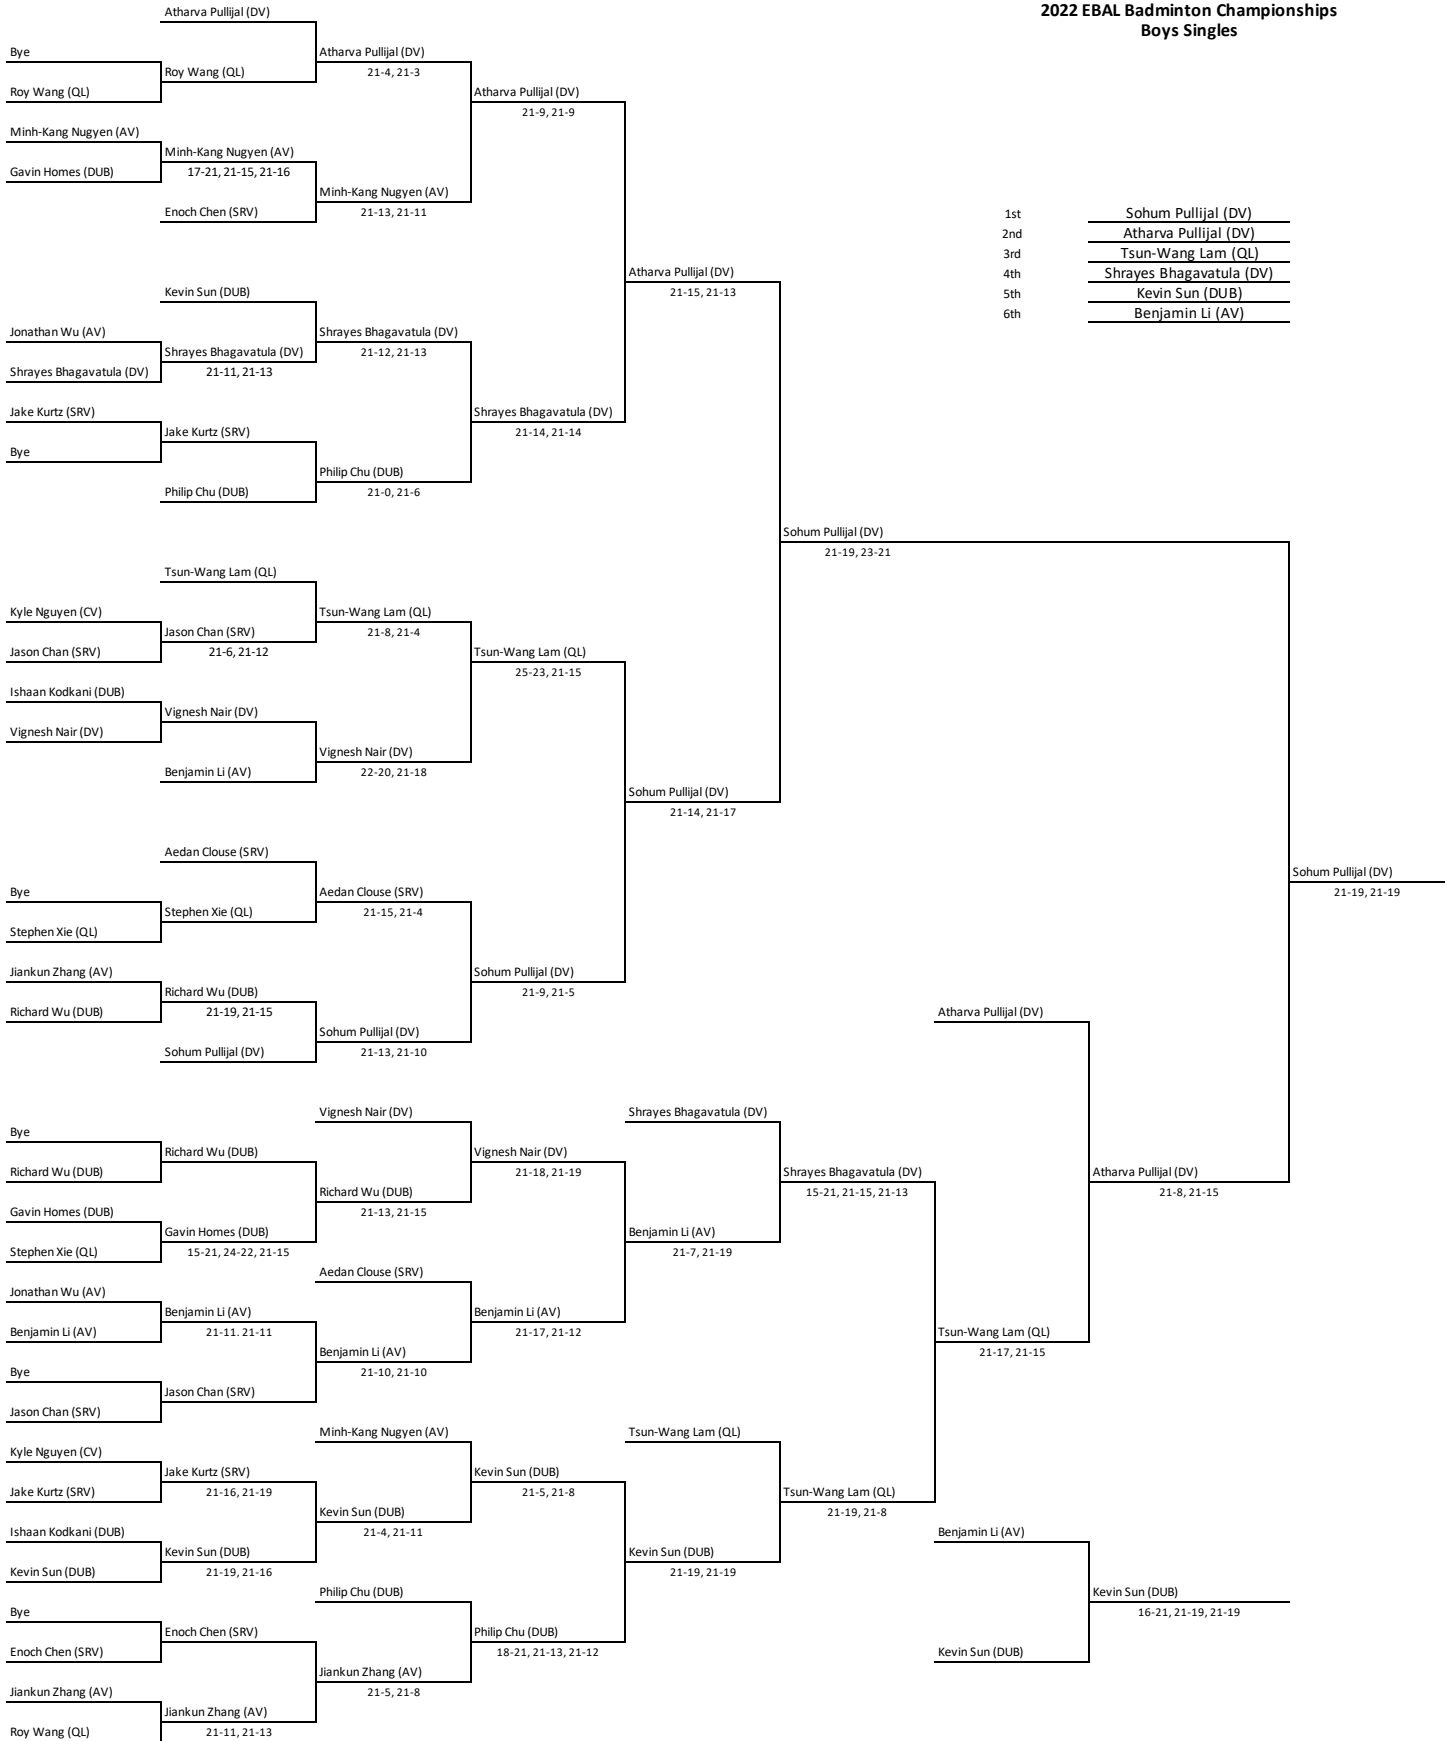 2022 EBAL Badminton Championships
Boys Singles
Atharva Pullijal (DV)
Bye
Atharva Pullijal (DV)
Roy Wang (QL)
21-4, 21-3
Roy Wang (QL)
Atharva Pullijal (DV)
21-9, 21-9
Minh-Kang Nugyen (AV)
Minh-Kang Nugyen (AV)
Gavin Homes (DUB)
17-21, 21-15, 21-16
Minh-Kang Nugyen (AV)
Enoch Chen (SRV)
21-13, 21-11
1st Sohum Pullijal (DV)
2nd Atharva Pullijal (DV)
3rd Tsun-Wang Lam (QL)
4th Shrayes Bhagavatula (DV)
5th Kevin Sun (DUB)
6th Benjamin Li (AV)
Atharva Pullijal (DV)
21-15, 21-13
Kevin Sun (DUB)
Jonathan Wu (AV)
Shrayes Bhagavatula (DV)
Shrayes Bhagavatula (DV)
21-12, 21-13
Shrayes Bhagavatula (DV)
21-11, 21-13
Jake Kurtz (SRV)
Shrayes Bhagavatula (DV)
Jake Kurtz (SRV)
21-14, 21-14
Bye
Philip Chu (DUB)
Philip Chu (DUB)
21-0, 21-6
Sohum Pullijal (DV)
21-19, 23-21
Tsun-Wang Lam (QL)
Kyle Nguyen (CV)
Tsun-Wang Lam (QL)
Jason Chan (SRV)
21-8, 21-4
Jason Chan (SRV)
21-6, 21-12
Tsun-Wang Lam (QL)
25-23, 21-15
Ishaan Kodkani (DUB)
Vignesh Nair (DV)
Vignesh Nair (DV)
Vignesh Nair (DV)
Benjamin Li (AV)
22-20, 21-18
Sohum Pullijal (DV)
21-14, 21-17
Aedan Clouse (SRV)
Bye
Aedan Clouse (SRV)
Stephen Xie (QL)
21-15, 21-4
Stephen Xie (QL)
Sohum Pullijal (DV)
21-19, 21-19
Jiankun Zhang (AV)
Sohum Pullijal (DV)
Richard Wu (DUB)
21-9, 21-5
Richard Wu (DUB)
21-19, 21-15
Sohum Pullijal (DV)
Sohum Pullijal (DV)
21-13, 21-10
Atharva Pullijal (DV)
Vignesh Nair (DV)
Shrayes Bhagavatula (DV)
Bye
Richard Wu (DUB)
Vignesh Nair (DV)
Richard Wu (DUB)
21-18, 21-19
Shrayes Bhagavatula (DV)
15-21, 21-15, 21-13
Atharva Pullijal (DV)
21-8, 21-15
Richard Wu (DUB)
21-13, 21-15
Gavin Homes (DUB)
Gavin Homes (DUB)
Stephen Xie (QL)
15-21, 24-22, 21-15
Benjamin Li (AV)
21-7, 21-19
Aedan Clouse (SRV)
Jonathan Wu (AV)
Benjamin Li (AV)
Benjamin Li (AV)
Benjamin Li (AV)
21-11. 21-11
21-17, 21-12
Tsun-Wang Lam (QL)
21-17, 21-15
Benjamin Li (AV)
21-10, 21-10
Bye
Jason Chan (SRV)
Jason Chan (SRV)
Minh-Kang Nugyen (AV)
Tsun-Wang Lam (QL)
Kyle Nguyen (CV)
Jake Kurtz (SRV)
Kevin Sun (DUB)
Jake Kurtz (SRV)
21-16, 21-19
21-5, 21-8
Tsun-Wang Lam (QL)
21-19, 21-8
Kevin Sun (DUB)
21-4, 21-11
Ishaan Kodkani (DUB)
Benjamin Li (AV)
Kevin Sun (DUB)
Kevin Sun (DUB)
Kevin Sun (DUB)
21-19, 21-16
21-19, 21-19
Philip Chu (DUB)
Kevin Sun (DUB)
16-21, 21-19, 21-19
Bye
Enoch Chen (SRV)
Philip Chu (DUB)
Enoch Chen (SRV)
18-21, 21-13, 21-12
Kevin Sun (DUB)
Jiankun Zhang (AV)
21-5, 21-8
Jiankun Zhang (AV)
Jiankun Zhang (AV)
Roy Wang (QL)
21-11, 21-13